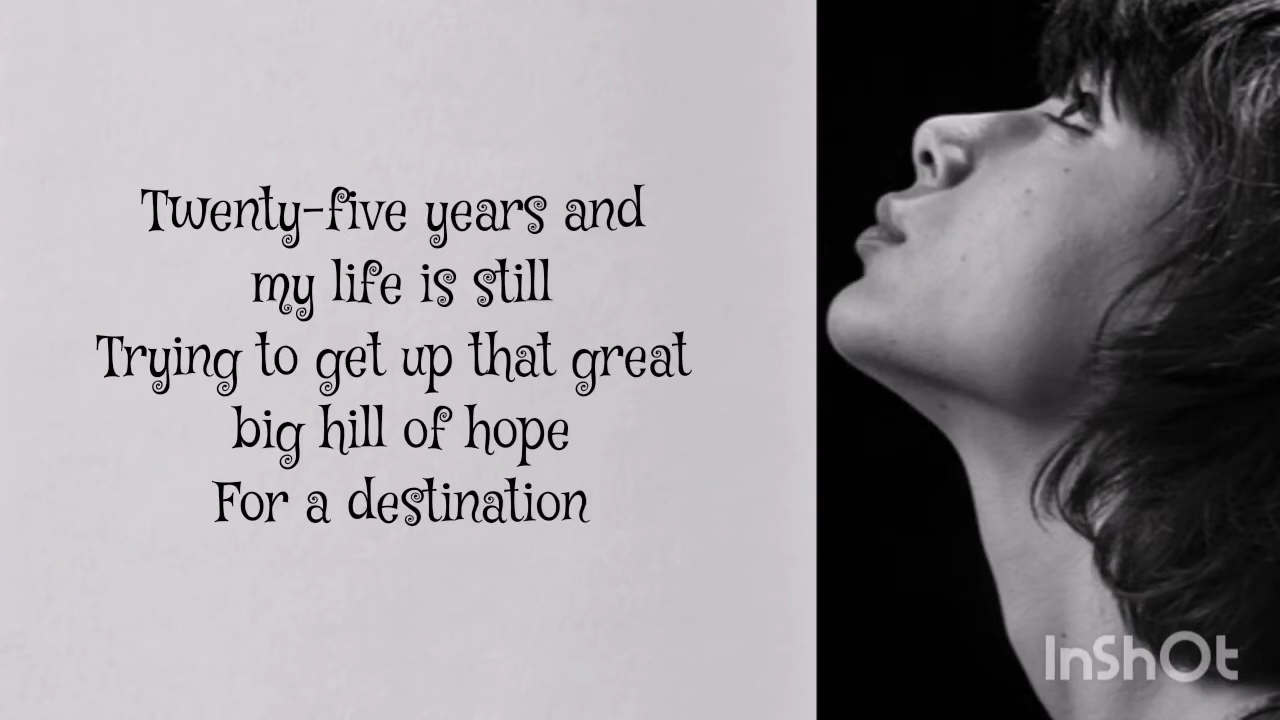 Twenty-five years and
my life is still
Trying to get up that great
big hill of hope
For a destination
InShOt